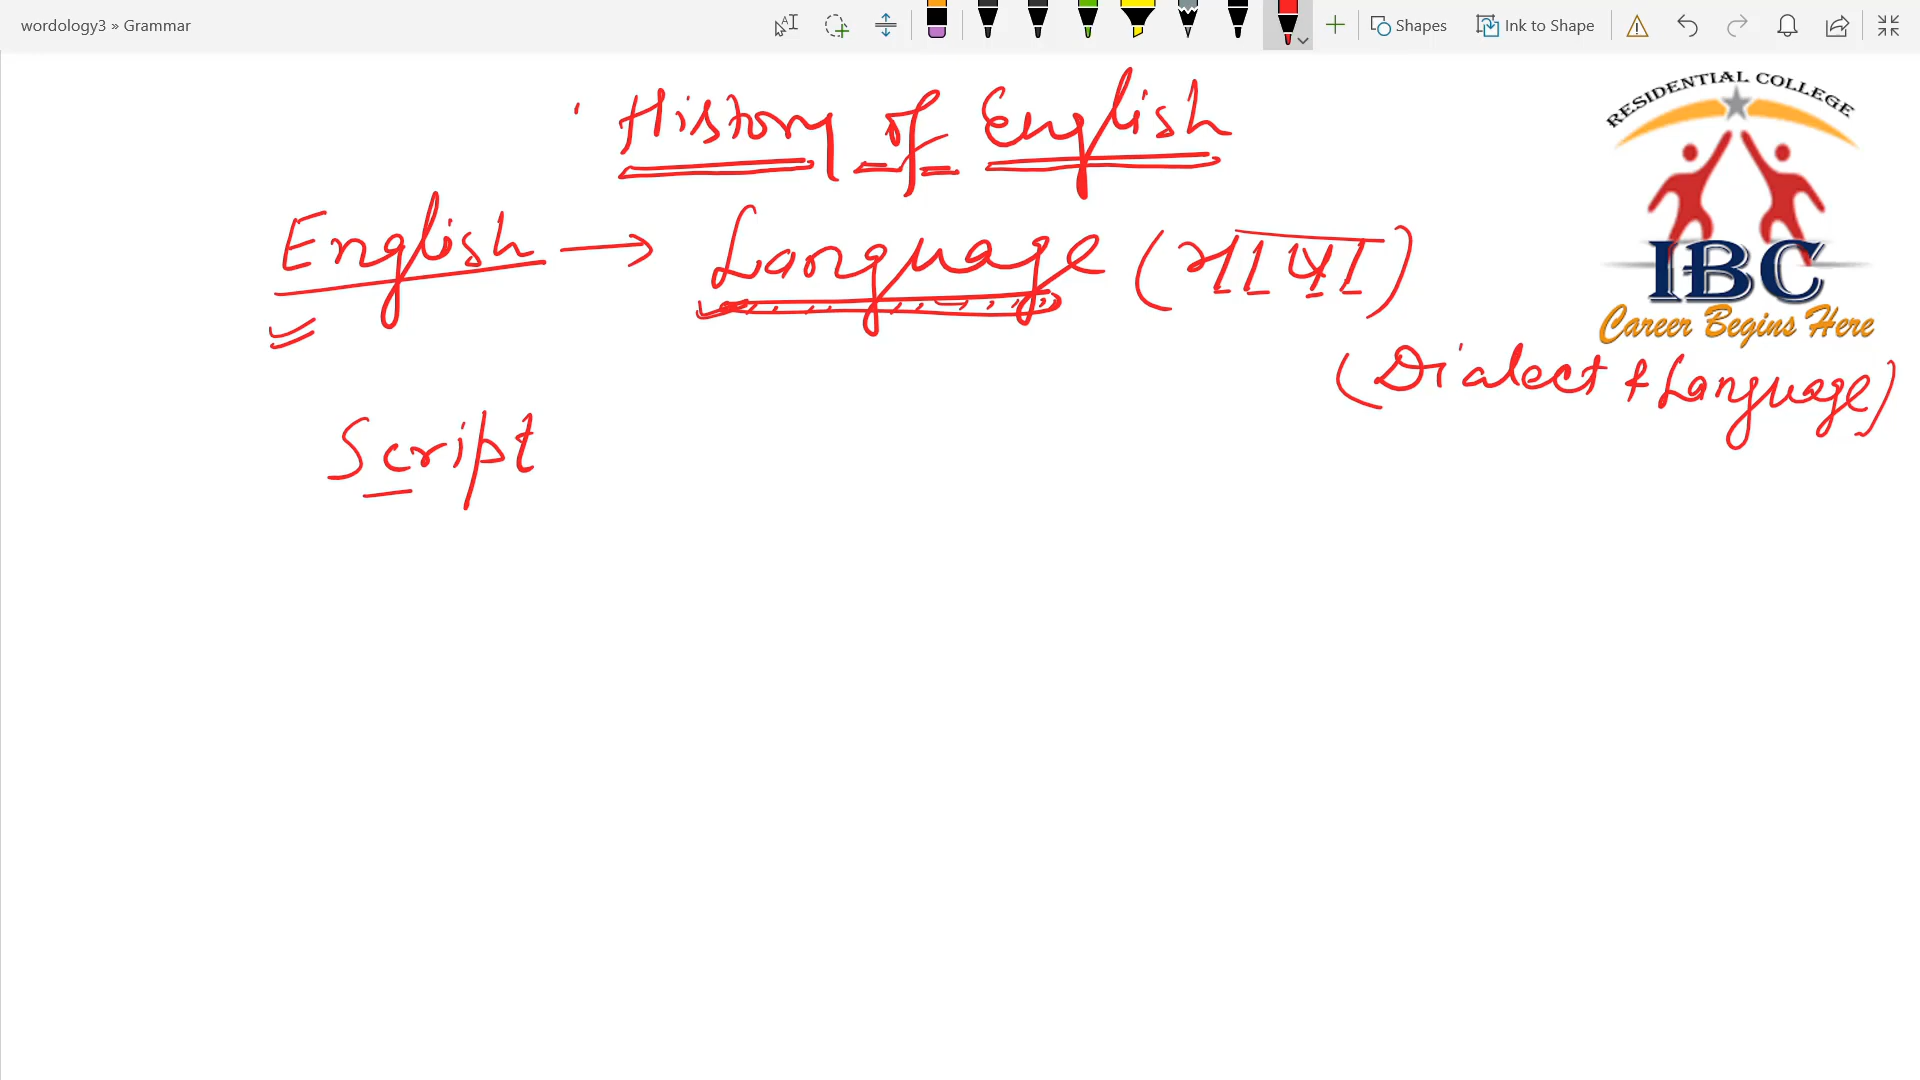 wordology3 » Grammar
Shapes
Ink to Shape
History of English
RESIDENTIAL COLLEGE
English → Language (भाषा)
IBC
Career Begins Here
(Dialect & Language)
Script